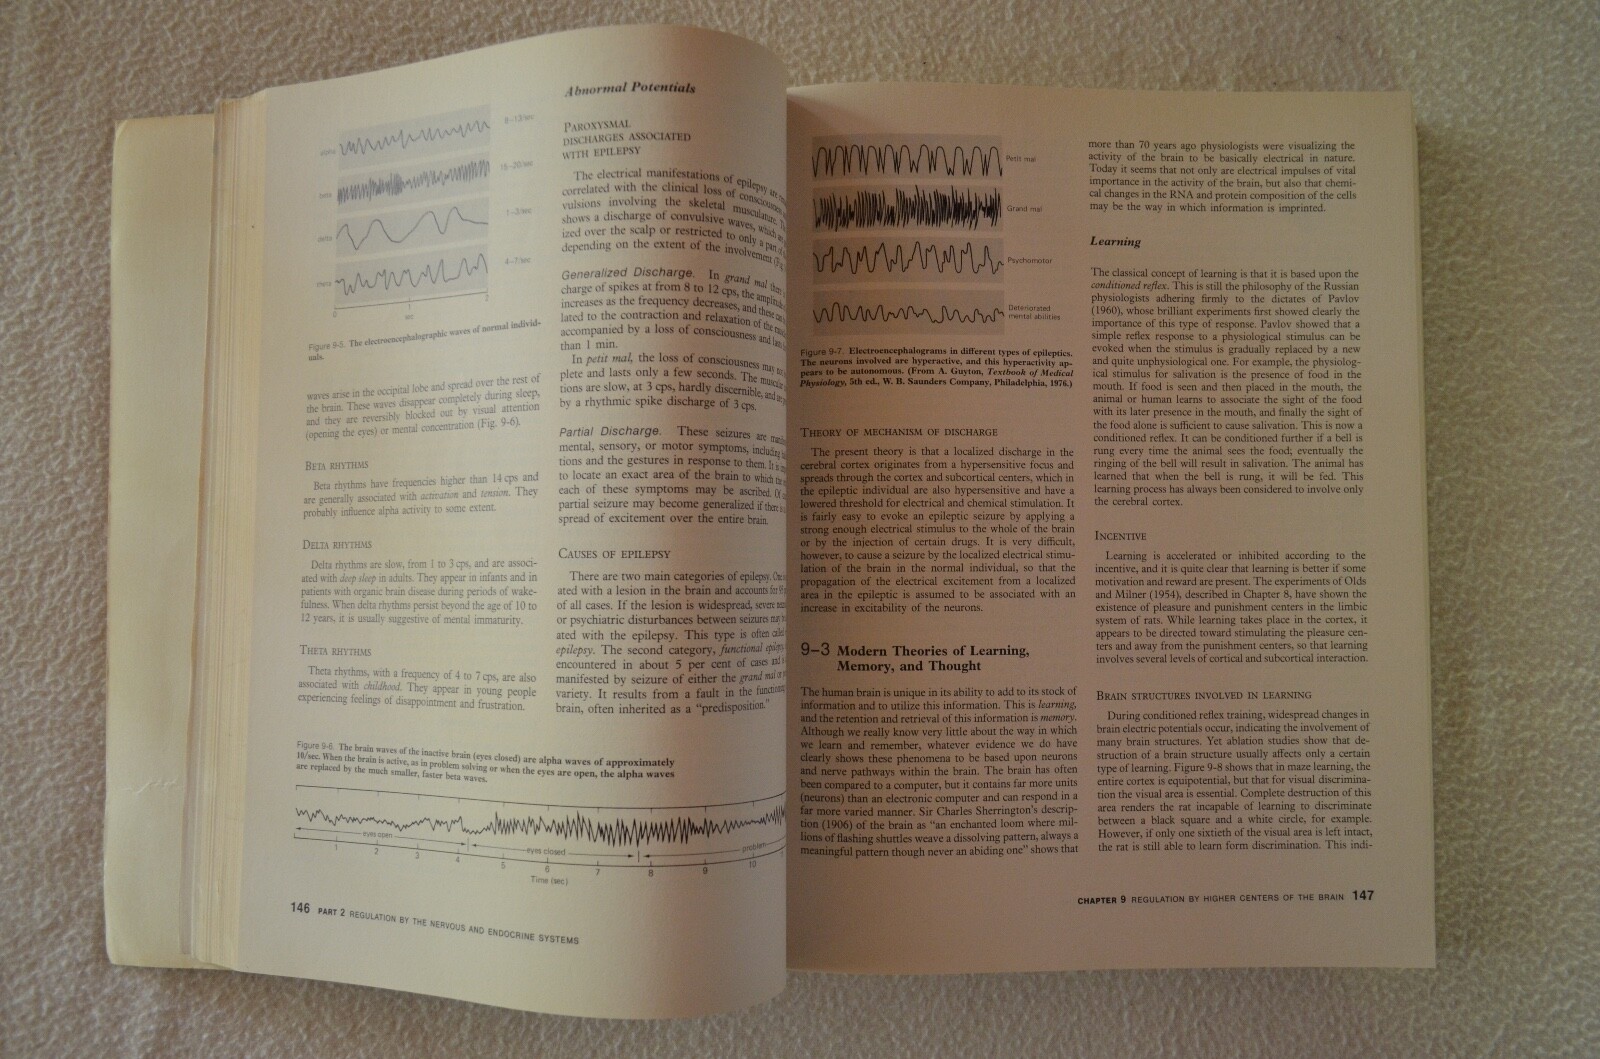 alpha
8-13/sec
beta
15-20/sec
delta
1-3/sec
theta
4-7/sec
0 1 2
sec
Figure 9-5. The electroencephalographic waves of normal individ-
uals.
waves arise in the occipital lobe and spread over the rest of
the brain. These waves disappear completely during sleep,
and they are reversibly blocked out by visual attention
(opening the eyes) or mental concentration (Fig. 9-6).
BETA RHYTHMS
Beta rhythms have frequencies higher than 14 cps and
are generally associated with activation and tension. They
probably influence alpha activity to some extent.
DELTA RHYTHMS
Delta rhythms are slow, from 1 to 3 cps, and are associ-
ated with deep sleep in adults. They appear in infants and in
patients with organic brain disease during periods of wake-
fulness. When delta rhythms persist beyond the age of 10 to
12 years, it is usually suggestive of mental immaturity.
THETA RHYTHMS
Theta rhythms, with a frequency of 4 to 7 cps, are also
associated with childhood. They appear in young people
experiencing feelings of disappointment and frustration.
Abnormal Potentials
PAROXYSMAL
DISCHARGES ASSOCIATED
WITH EPILEPSY
The electrical manifestations of epilepsy are
correlated with the clinical loss of consciousness
vulsions involving the skeletal musculature.
shows a discharge of convulsive waves, which
ized over the scalp or restricted to only a part of
depending on the extent of the involvement
Generalized Discharge. In grand mal
charge of spikes at from 8 to 12 cps, the
increases as the frequency decreases, and these
lated to the contraction and relaxation of the
accompanied by a loss of consciousness and
than 1 min.
In petit mal, the loss of consciousness may
plete and lasts only a few seconds. The muscular
tions are slow, at 3 cps, hardly discernible, and
by a rhythmic spike discharge of 3 cps.
Partial Discharge. These seizures are
mental, sensory, or motor symptoms, including
tions and the gestures in response to them. It is
to locate an exact area of the brain to which the
each of these symptoms may be ascribed.
partial seizure may become generalized if there is
spread of excitement over the entire brain.
CAUSES OF EPILEPSY
There are two main categories of epilepsy.
ated with a lesion in the brain and accounts for
of all cases. If the lesion is widespread, severe
or psychiatric disturbances between seizures may
ated with the epilepsy. This type is often called
epilepsy. The second category, functional
encountered in about 5 per cent of cases and
manifested by seizure of either the grand mal or
variety. It results from a fault in the
brain, often inherited as a "predisposition."
Figure 9-6. The brain waves of the inactive brain (eyes closed) are alpha waves of approximately
10/sec. When the brain is active, as in problem solving or when the eyes are open, the alpha waves
are replaced by the much smaller, faster beta waves.
eyes open
eyes closed
problem
1 2 3 4 5 6 7 8 9 10
Time (sec)
146 PART 2 REGULATION BY THE NERVOUS AND ENDOCRINE SYSTEMS
Petit mal
Grand mal
Psychomotor
Deteriorated
mental abilities
Figure 9-7. Electroencephalograms in different types of epileptics.
The neurons involved are hyperactive, and this hyperactivity ap-
pears to be autonomous. (From A. Guyton, Textbook of Medical
Physiology, 5th ed., W. B. Saunders Company, Philadelphia, 1976.)
THEORY OF MECHANISM OF DISCHARGE
The present theory is that a localized discharge in the
cerebral cortex originates from a hypersensitive focus and
spreads through the cortex and subcortical centers, which in
the epileptic individual are also hypersensitive and have a
lowered threshold for electrical and chemical stimulation. It
is fairly easy to evoke an epileptic seizure by applying a
strong enough electrical stimulus to the whole of the brain
or by the injection of certain drugs. It is very difficult,
however, to cause a seizure by the localized electrical stimu-
lation of the brain in the normal individual, so that the
propagation of the electrical excitement from a localized
area in the epileptic is assumed to be associated with an
increase in excitability of the neurons.
9-3 Modern Theories of Learning,
Memory, and Thought
The human brain is unique in its ability to add to its stock of
information and to utilize this information. This is learning,
and the retention and retrieval of this information is memory.
Although we really know very little about the way in which
we learn and remember, whatever evidence we do have
clearly shows these phenomena to be based upon neurons
and nerve pathways within the brain. The brain has often
been compared to a computer, but it contains far more units
(neurons) than an electronic computer and can respond in a
far more varied manner. Sir Charles Sherrington's descrip-
tion (1906) of the brain as "an enchanted loom where mil-
lions of flashing shuttles weave a dissolving pattern, always a
meaningful pattern though never an abiding one" shows that
more than 70 years ago physiologists were visualizing the
activity of the brain to be basically electrical in nature.
Today it seems that not only are electrical impulses of vital
importance in the activity of the brain, but also that chemi-
cal changes in the RNA and protein composition of the cells
may be the way in which information is imprinted.
Learning
The classical concept of learning is that it is based upon the
conditioned reflex. This is still the philosophy of the Russian
physiologists adhering firmly to the dictates of Pavlov
(1960), whose brilliant experiments first showed clearly the
importance of this type of response. Pavlov showed that a
simple reflex response to a physiological stimulus can be
evoked when the stimulus is gradually replaced by a new
and quite unphysiological one. For example, the physiolog-
ical stimulus for salivation is the presence of food in the
mouth. If food is seen and then placed in the mouth, the
animal or human learns to associate the sight of the food
with its later presence in the mouth, and finally the sight of
the food alone is sufficient to cause salivation. This is now a
conditioned reflex. It can be conditioned further if a bell is
rung every time the animal sees the food; eventually the
ringing of the bell will result in salivation. The animal has
learned that when the bell is rung, it will be fed. This
learning process has always been considered to involve only
the cerebral cortex.
INCENTIVE
Learning is accelerated or inhibited according to the
incentive, and it is quite clear that learning is better if some
motivation and reward are present. The experiments of Olds
and Milner (1954), described in Chapter 8, have shown the
existence of pleasure and punishment centers in the limbic
system of rats. While learning takes place in the cortex, it
appears to be directed toward stimulating the pleasure cen-
ters and away from the punishment centers, so that learning
involves several levels of cortical and subcortical interaction.
BRAIN STRUCTURES INVOLVED IN LEARNING
During conditioned reflex training, widespread changes in
brain electric potentials occur, indicating the involvement of
many brain structures. Yet ablation studies show that de-
struction of a brain structure usually affects only a certain
type of learning. Figure 9-8 shows that in maze learning, the
entire cortex is equipotential, but that for visual discrimina-
tion the visual area is essential. Complete destruction of this
area renders the rat incapable of learning to discriminate
between a black square and a white circle, for example.
However, if only one sixtieth of the visual area is left intact,
the rat is still able to learn form discrimination. This indi-
CHAPTER 9 REGULATION BY HIGHER CENTERS OF THE BRAIN 147